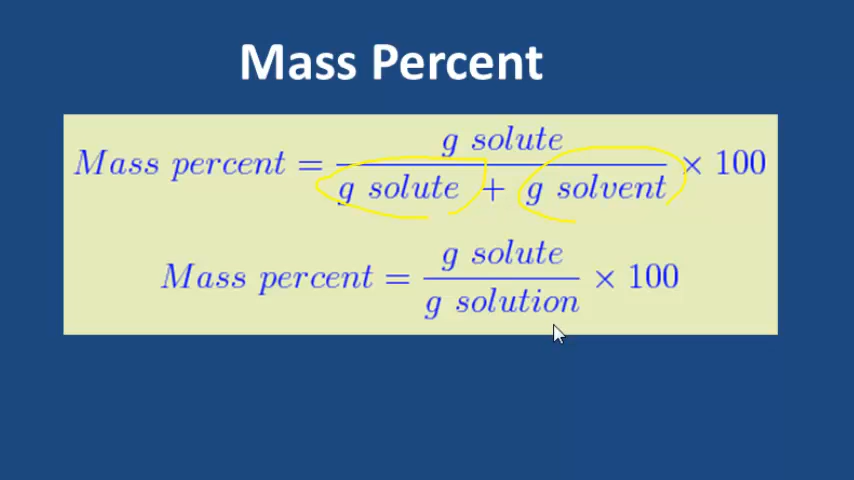 Mass Percent
Mass percent = g solute / g solute + g solvent × 100
Mass percent = g solute / g solution × 100